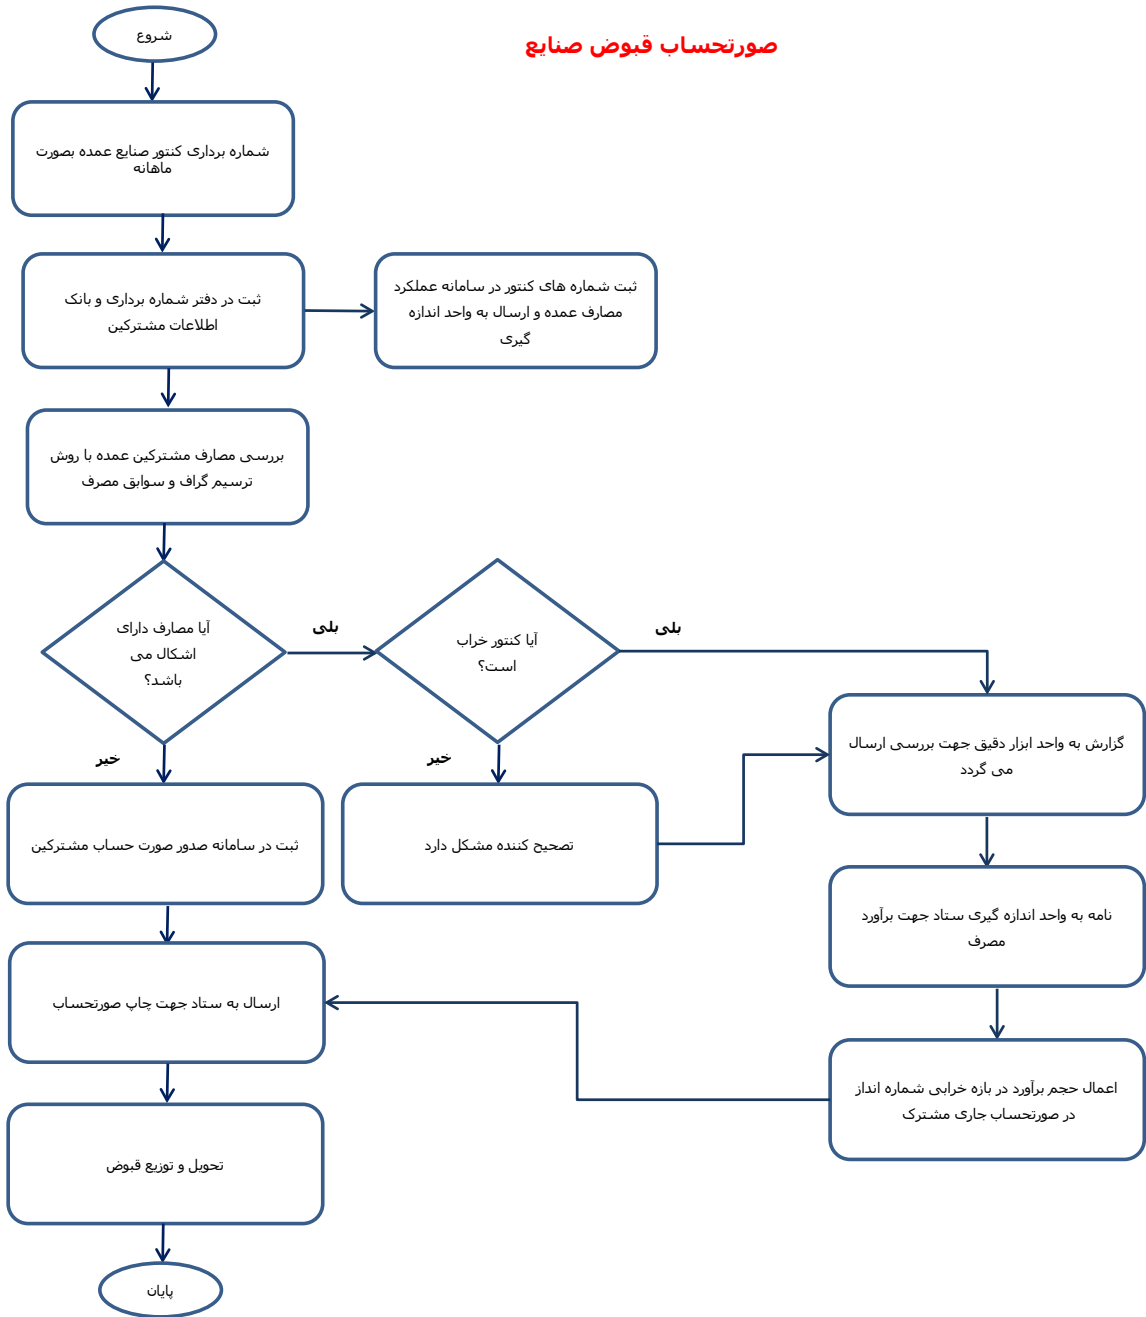 صورتحساب قبوض صنایع
شروع
شماره برداری کنتور صنایع عمده بصورت
ماهانه
ثبت در دفتر شماره برداری و بانک
اطلاعات مشترکین
ثبت شماره های کنتور در سامانه عملکرد
مصارف عمده و ارسال به واحد اندازه
گیری
بررسی مصارف مشترکین عمده با روش
ترسیم گراف و سوابق مصرف
آیا مصارف دارای
اشکال می
باشد؟
بلی
آیا کنتور خراب
است؟
بلی
خیر
خیر
گزارش به واحد ابزار دقیق جهت بررسی ارسال
می گردد
ثبت در سامانه صدور صورت حساب مشترکین
تصحیح کننده مشکل دارد
نامه به واحد اندازه گیری ستاد جهت برآورد
مصرف
ارسال به ستاد جهت چاپ صورتحساب
اعمال حجم برآورد در بازه خرابی شماره انداز
در صورتحساب جاری مشترک
تحویل و توزیع قبوض
پایان